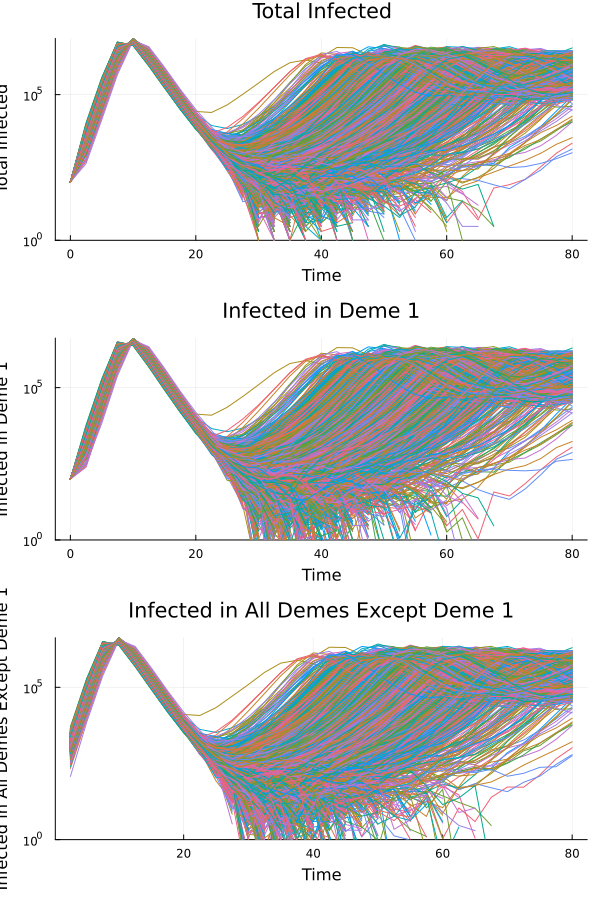 Total Infected
Total Infected
10^5
10^0
0 20 40 60 80
Time
Infected in Deme 1
Infected in Deme 1
10^5
10^0
0 20 40 60 80
Time
Infected in All Demes Except Deme 1
Infected in All Demes Except Deme 1
10^5
10^0
20 40 60 80
Time